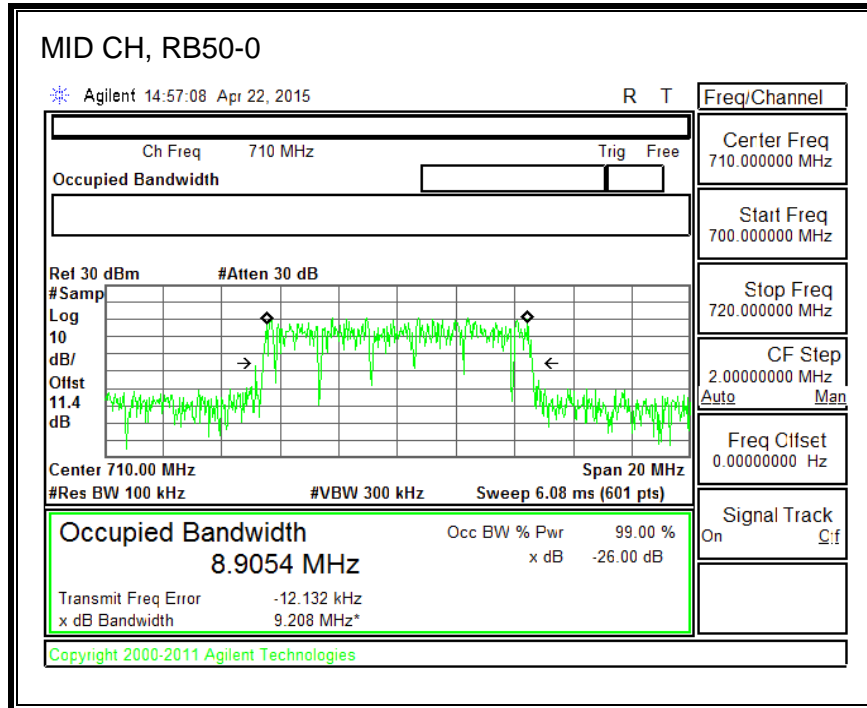 MID CH, RB50-0
Agilent 14:57:08 Apr 22, 2015 R T
Freq/Channel
Ch Freq 710 MHz Trig Free
Occupied Bandwidth
Center Freq
710.000000 MHz
Start Freq
700.000000 MHz
Stop Freq
720.000000 MHz
CF Step
2.00000000 MHz
Auto Man
Freq Offset
0.00000000 Hz
Signal Track
On Off
Ref 30 dBm #Atten 30 dB
#Samp
Log
10
dB/
Offst
11.4
dB
Center 710.00 MHz Span 20 MHz
#Res BW 100 kHz #VBW 300 kHz Sweep 6.08 ms (601 pts)
Occupied Bandwidth Occ BW % Pwr 99.00 %
8.9054 MHz x dB -26.00 dB
Transmit Freq Error -12.132 kHz
x dB Bandwidth 9.208 MHz*
Copyright 2000-2011 Agilent Technologies